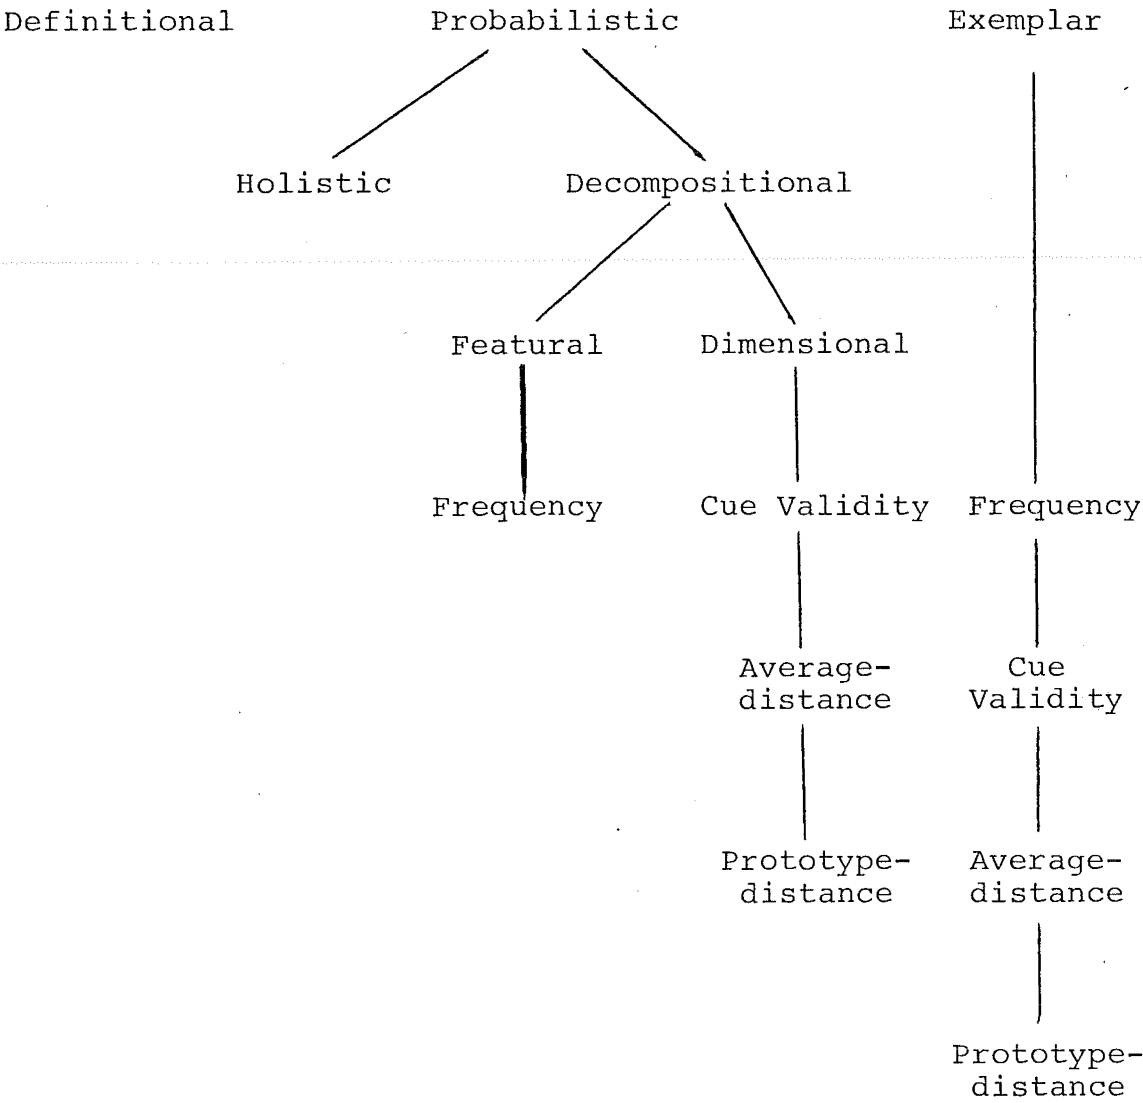 Definitional Probabilistic Exemplar
Holistic Decompositional
Featural Dimensional
Frequency Cue Validity Frequency
Average-
distance
Cue
Validity
Prototype-
distance
Average-
distance
Prototype-
distance